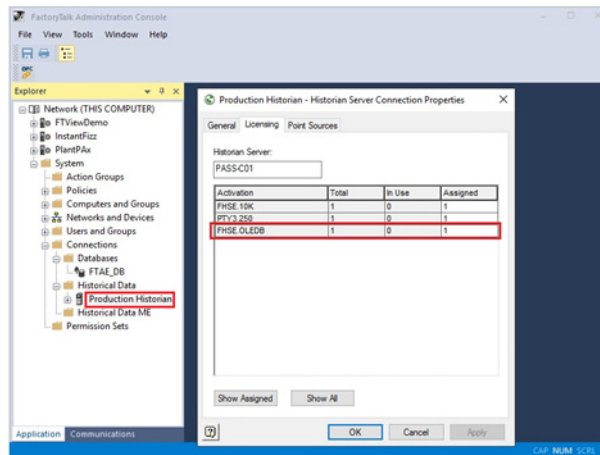 FactoryTalk Administration Console
File View Tools Window Help
OPC
Explorer
Network (THIS COMPUTER)
FTViewDemo
InstantFizz
PlantPAx
System
Action Groups
Policies
Computers and Groups
Networks and Devices
Users and Groups
Connections
Databases
FTAE_DB
Historical Data
Production Historian
Historical Data ME
Permission Sets
Application Communications
Production Historian - Historian Server Connection Properties
General Licensing Point Sources
Historian Server:
PASS-C01
Activation Total In Use Assigned
FHSE.10K 1 0 1
PTV3.250 1 0 1
FHSE.OLEDB 1 0 1
Show Assigned Show All
OK Cancel Apply
CAP NUM SCRL